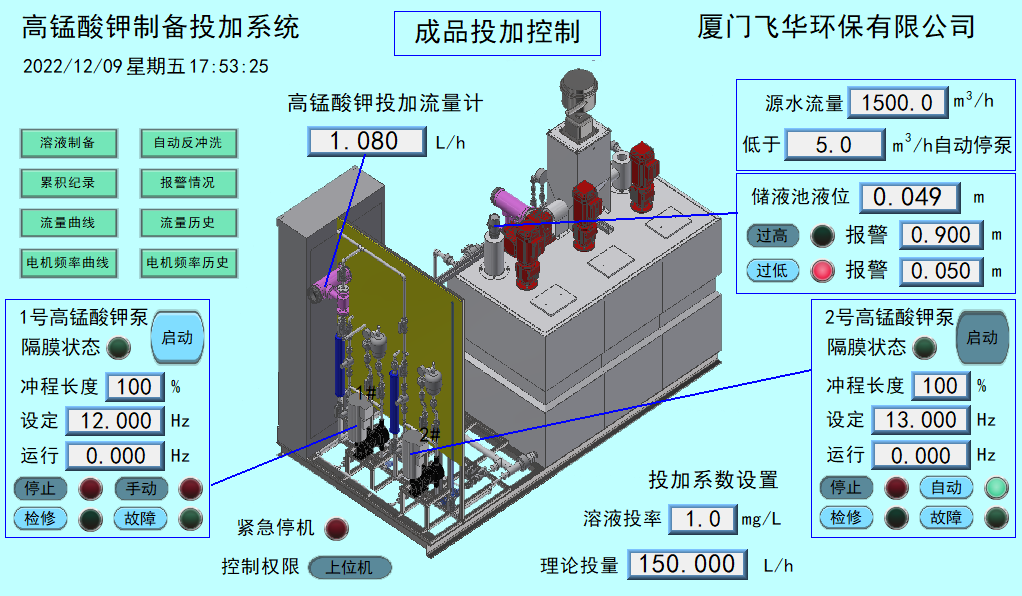 高锰酸钾制备投加系统
成品投加控制
厦门飞华环保有限公司
2022/12/09 星期五 17:53:25
高锰酸钾投加流量计
1.080 L/h
源水流量 1500.0 m³/h
低于 5.0 m³/h自动停泵
储液池液位 0.049 m
过高 报警 0.900 m
过低 报警 0.050 m
溶液制备 自动反冲洗
累积纪录 报警情况
流量曲线 流量历史
电机频率曲线 电机频率历史
1号高锰酸钾泵
隔膜状态 启动
冲程长度 100 %
设定 12.000 Hz
运行 0.000 Hz
停止 手动
检修 故障
1#
2#
2号高锰酸钾泵
隔膜状态 启动
冲程长度 100 %
设定 13.000 Hz
运行 0.000 Hz
停止 自动
检修 故障
紧急停机
控制权限 上位机
投加系数设置
溶液投率 1.0 mg/L
理论投量 150.000 L/h